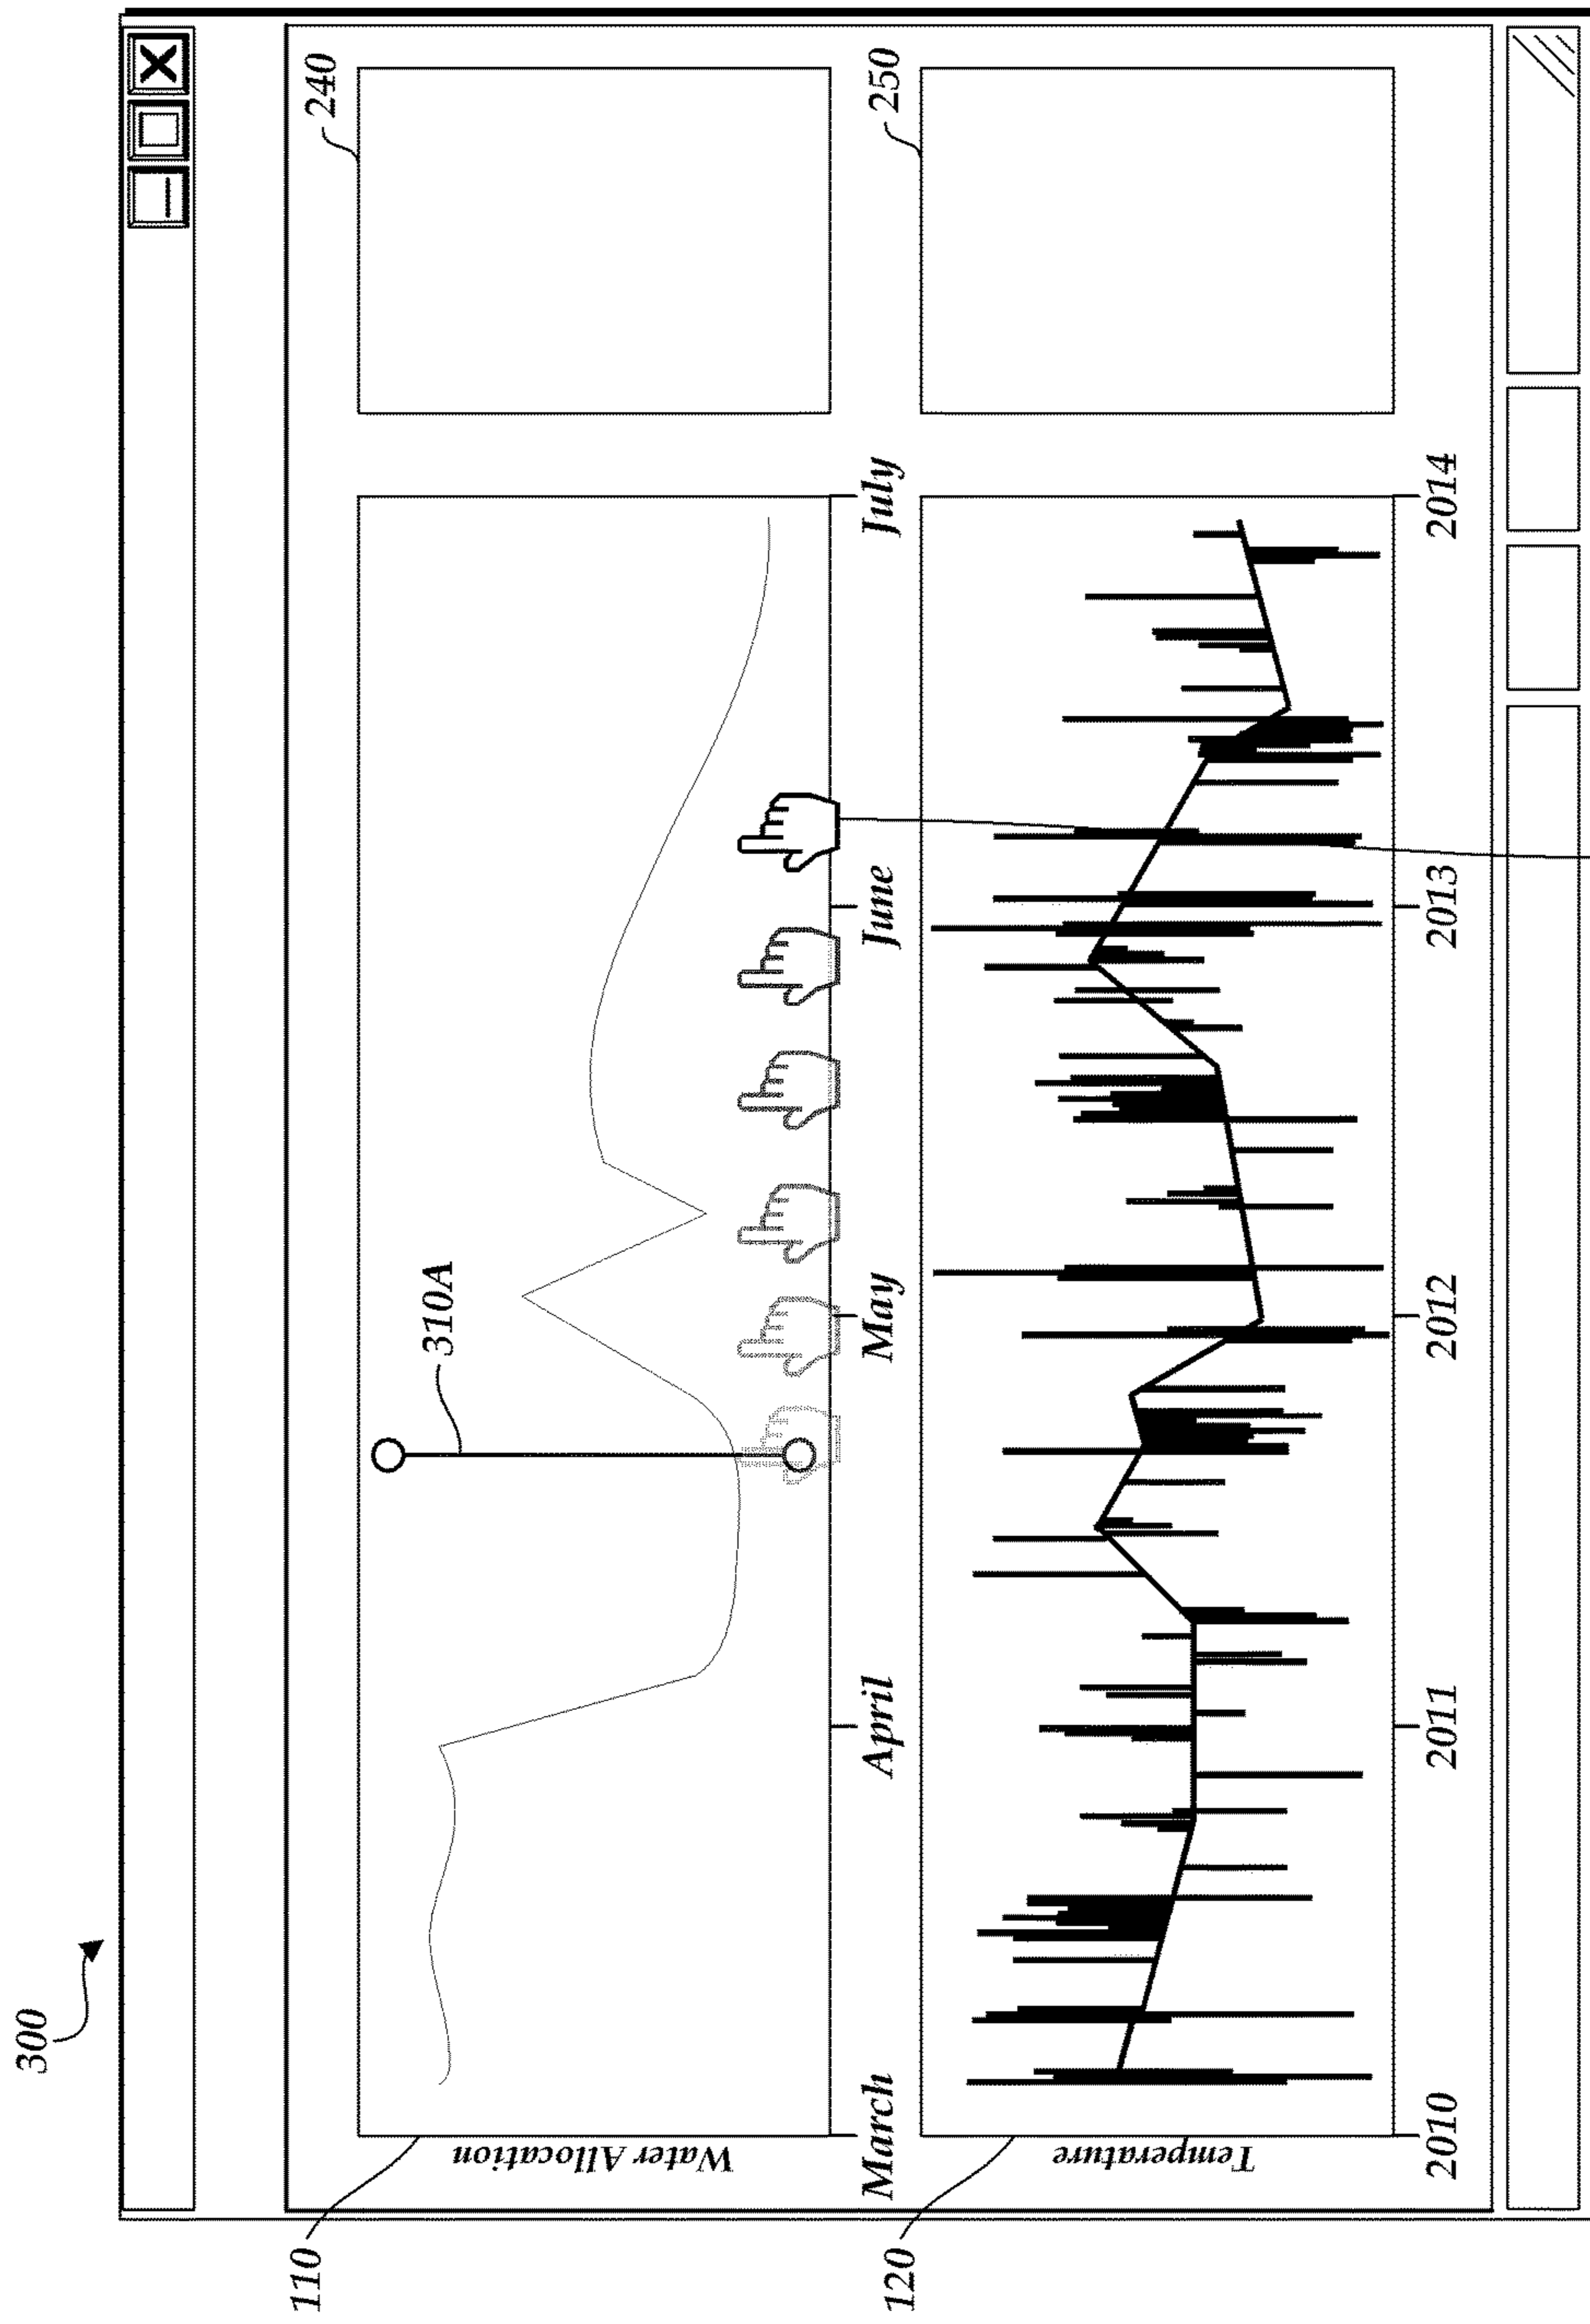 300
240
110
Water Allocation
310A
March April May June July
250
120
Temperature
2010 2011 2012 2013 2014